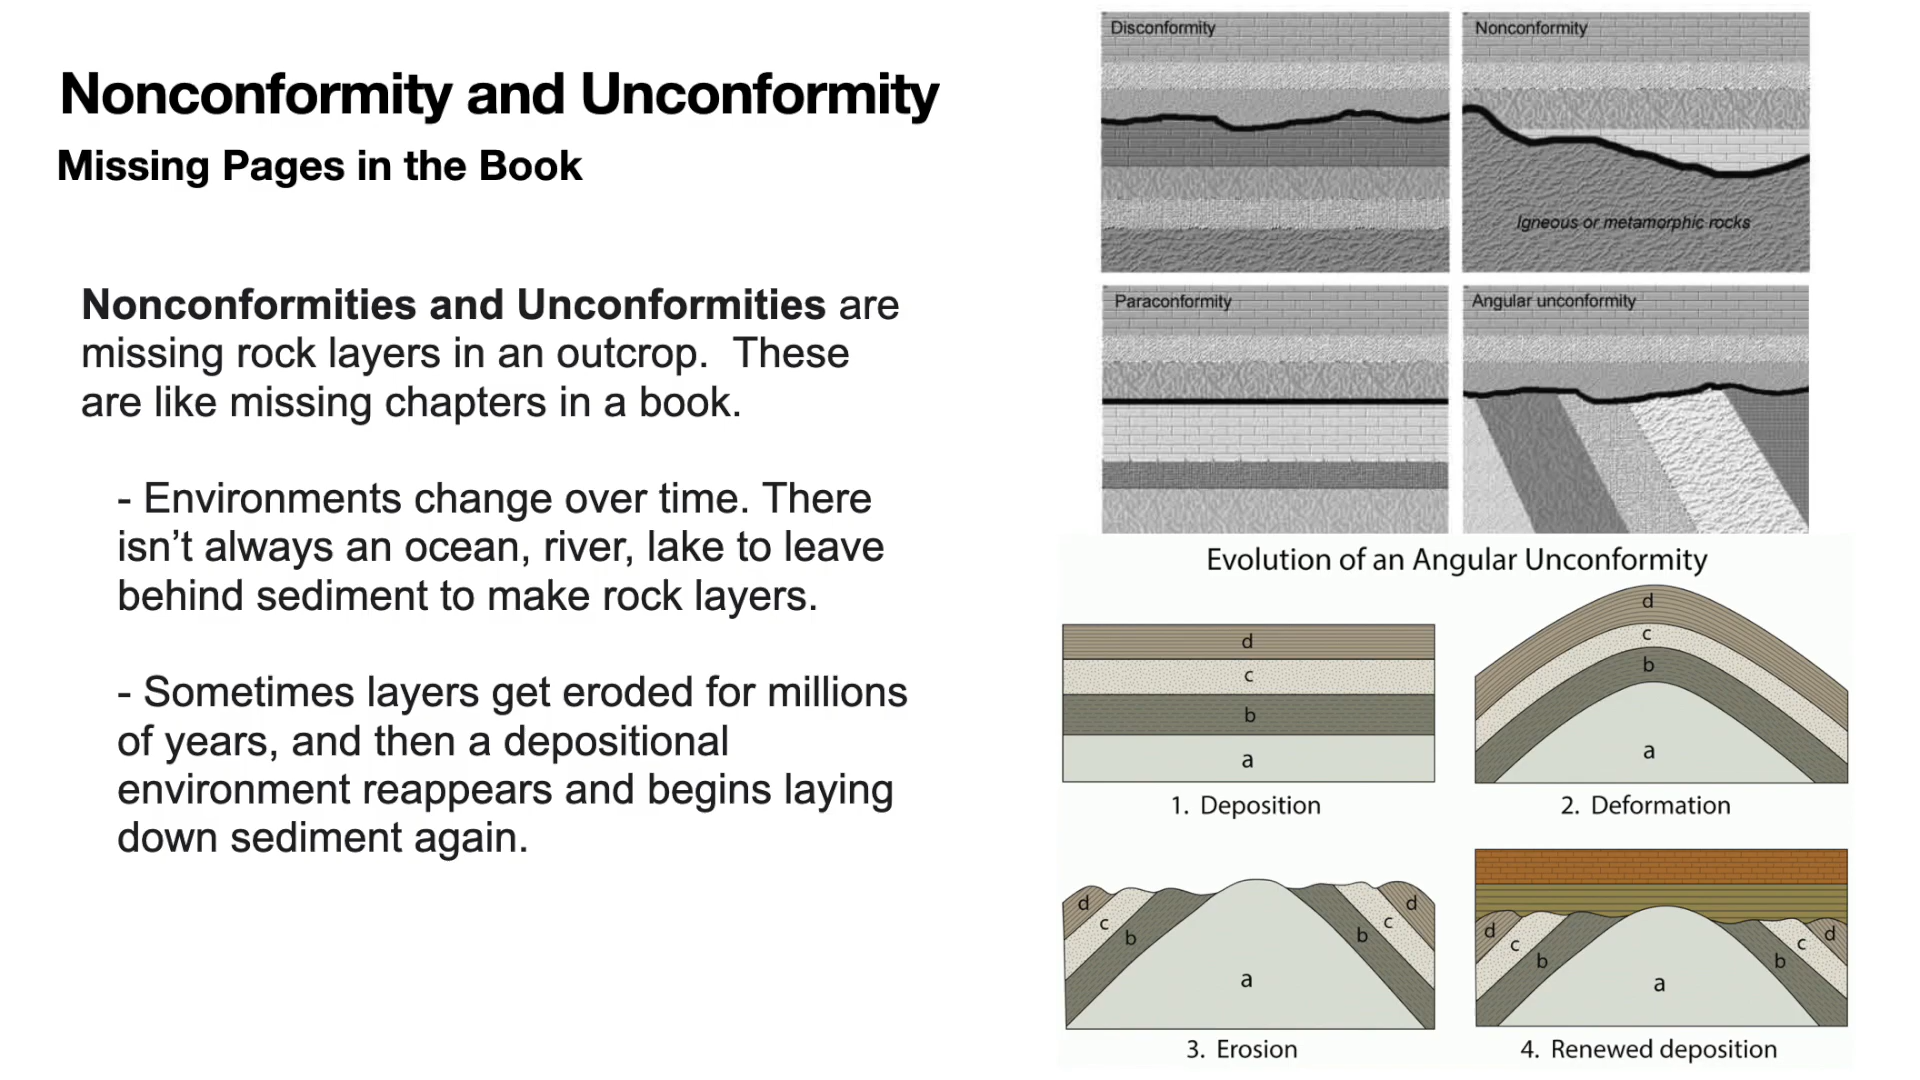 Nonconformity and Unconformity
Missing Pages in the Book
Nonconformities and Unconformities are
missing rock layers in an outcrop.  These
are like missing chapters in a book.
- Environments change over time. There
isn’t always an ocean, river, lake to leave
behind sediment to make rock layers.
- Sometimes layers get eroded for millions
of years, and then a depositional
environment reappears and begins laying
down sediment again.
Disconformity
Nonconformity
Igneous or metamorphic rocks
Paraconformity
Angular unconformity
Evolution of an Angular Unconformity
d
c
b
a
1. Deposition
d
c
b
a
2. Deformation
d
c
b
a
b
c
d
3. Erosion
d
c
b
a
b
c
d
4. Renewed deposition